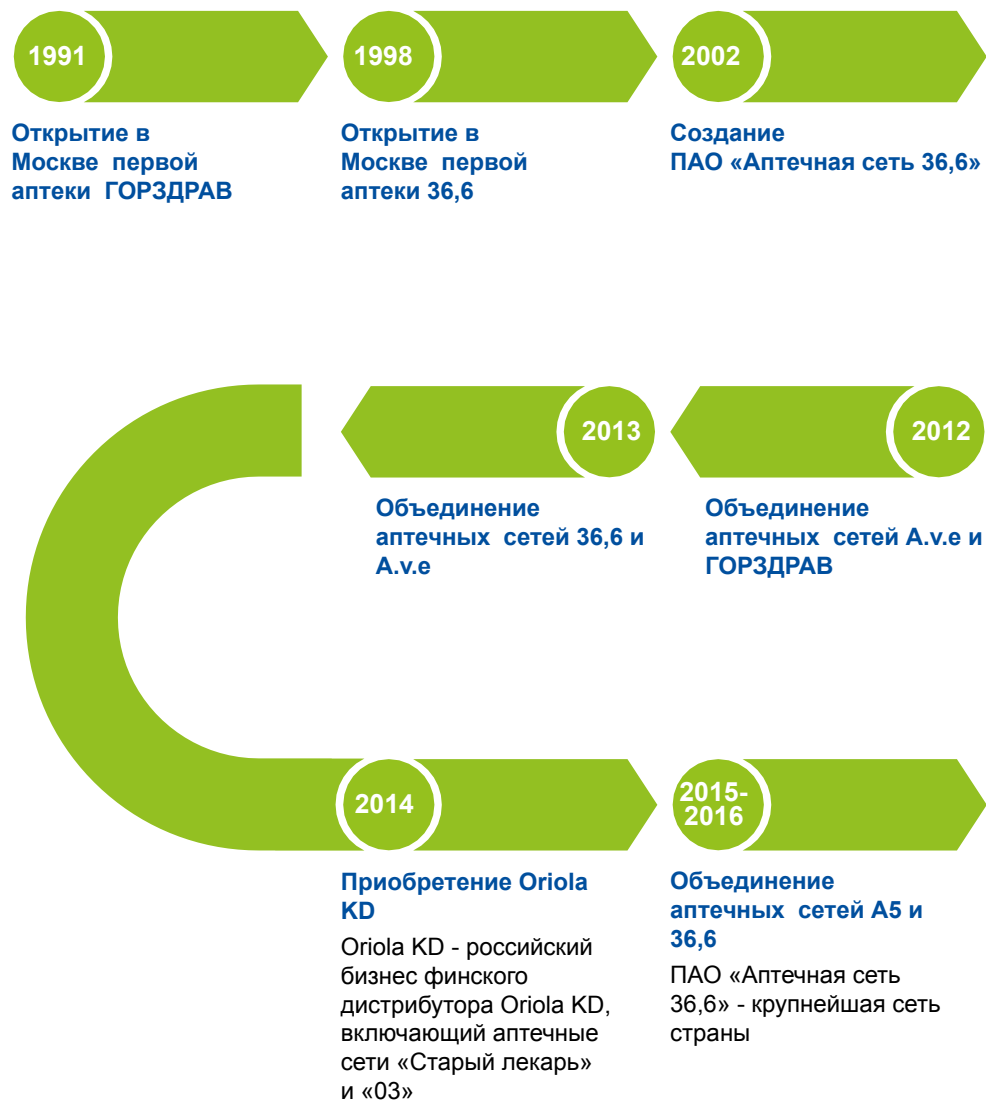 1991
Открытие в
Москве первой
аптеки ГОРЗДРАВ
1998
Открытие в
Москве первой
аптеки 36,6
2002
Создание
ПАО «Аптечная сеть 36,6»
2012
Объединение
аптечных сетей A.v.e и
ГОРЗДРАВ
2013
Объединение
аптечных сетей 36,6 и
A.v.e
2014
Приобретение Oriola
KD
Oriola KD - российский
бизнес финского
дистрибутора Oriola KD,
включающий аптечные
сети «Старый лекарь»
и «03»
2015-
2016
Объединение
аптечных сетей А5 и
36,6
ПАО «Аптечная сеть
36,6» - крупнейшая сеть
страны